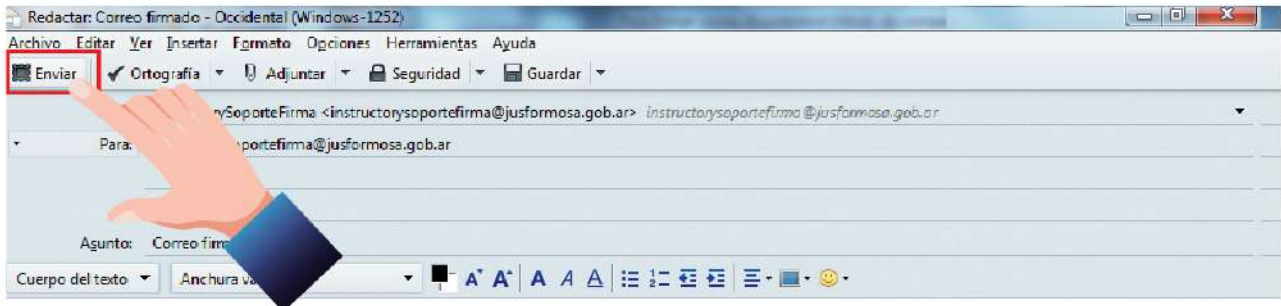 Redactar: Correo firmado - Occidental (Windows-1252)
Archivo Editar Ver Insertar Formato Opciones Herramientas Ayuda
Enviar Ortografía Adjuntar Seguridad Guardar
ySoporteFirma <instructorysoportefirma@jusformosa.gob.ar> instructorysoportefirma@jusformosa.gob.ar
Para: portefirma@jusformosa.gob.ar
Asunto: Correo firm
Cuerpo del texto Anchura va